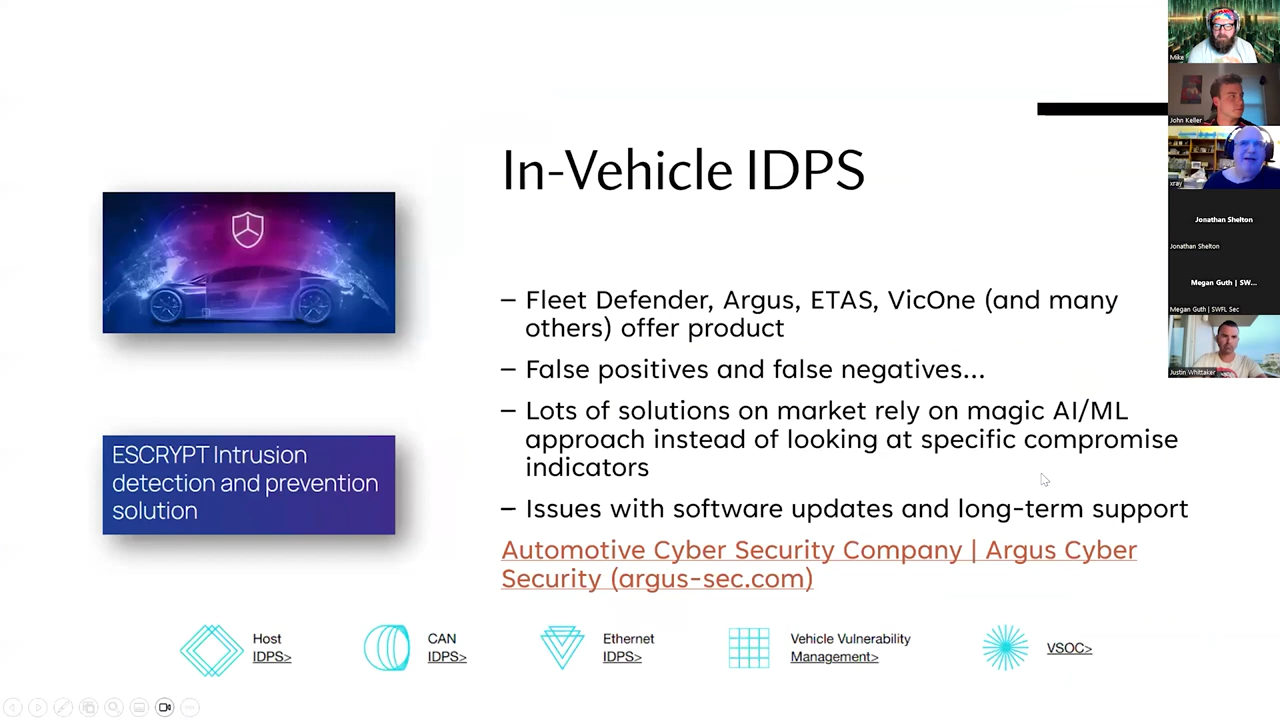 In-Vehicle IDPS
– Fleet Defender, Argus, ETAS, VicOne (and many
others) offer product
– False positives and false negatives...
– Lots of solutions on market rely on magic AI/ML
approach instead of looking at specific compromise
indicators
– Issues with software updates and long-term support
Automotive Cyber Security Company | Argus Cyber
Security (argus-sec.com)
ESCRYPT Intrusion
detection and prevention
solution
Host
IDPS>
CAN
IDPS>
Ethernet
IDPS>
Vehicle Vulnerability
Management>
VSOC>
Mike
John Keller
xray
Jonathan Shelton
Jonathan Shelton
Megan Guth | SW...
Megan Guth | SWFL Sec
Justin Whittaker